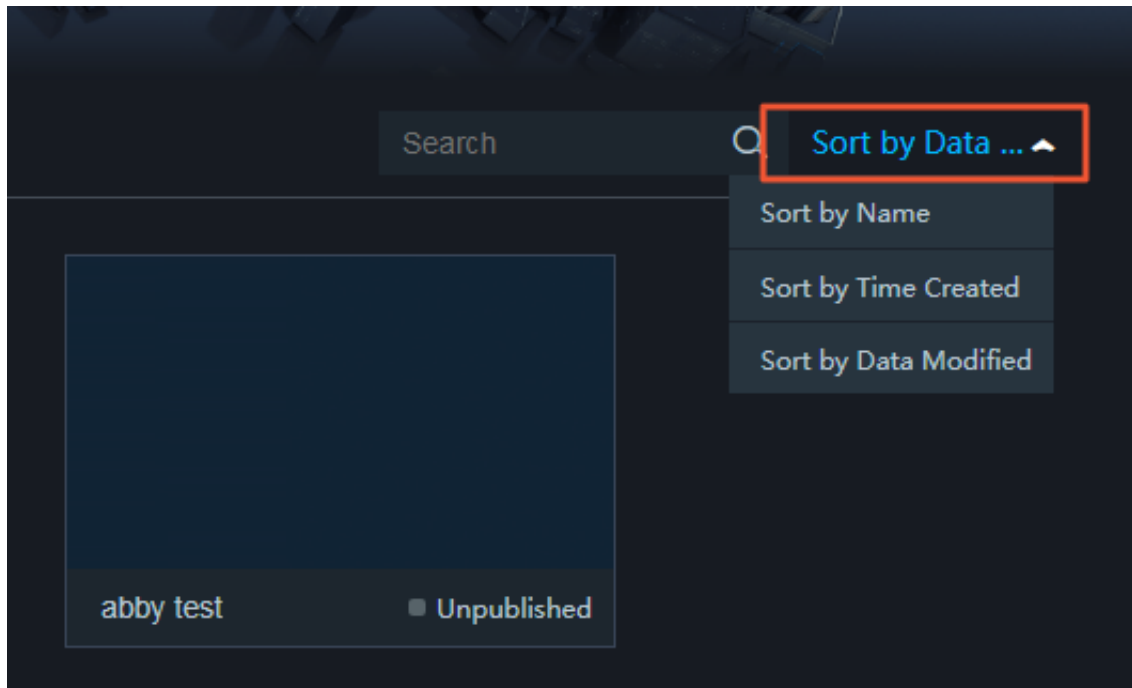 Search
Sort by Data ...
Sort by Name
Sort by Time Created
Sort by Data Modified
abby test
Unpublished